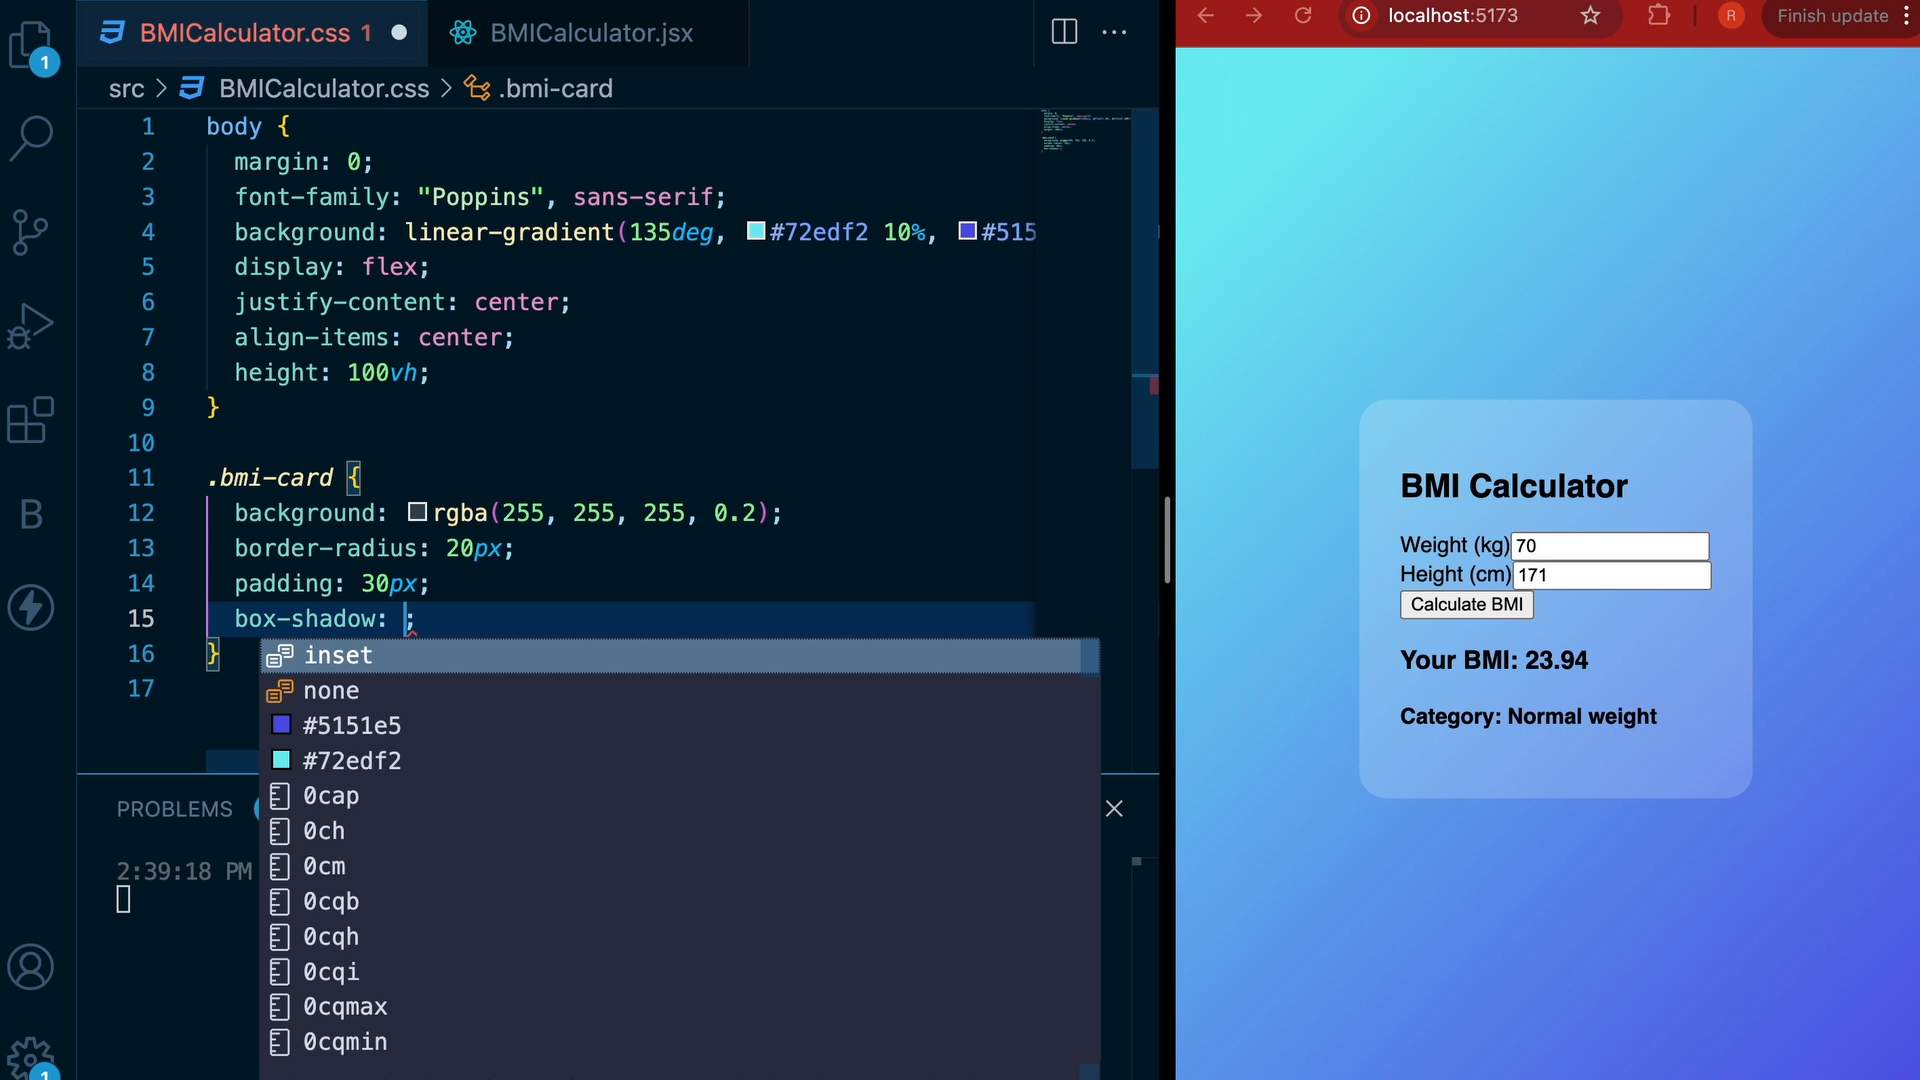 BMICalculator.css 1
BMICalculator.jsx
1
src > BMICalculator.css > .bmi-card
1 body {
2 margin: 0;
3 font-family: "Poppins", sans-serif;
4 background: linear-gradient(135deg, #72edf2 10%, #515
5 display: flex;
6 justify-content: center;
7 align-items: center;
8 height: 100vh;
9 }
10
11 .bmi-card {
12 background: rgba(255, 255, 255, 0.2);
13 border-radius: 20px;
14 padding: 30px;
15 box-shadow: ;
16 }
17
inset
none
#5151e5
#72edf2
0cap
0ch
0cm
0cqb
0cqh
0cqi
0cqmax
0cqmin
PROBLEMS
2:39:18 PM
B
1
localhost:5173
R
Finish update
BMI Calculator
Weight (kg) 70
Height (cm) 171
Calculate BMI
Your BMI: 23.94
Category: Normal weight